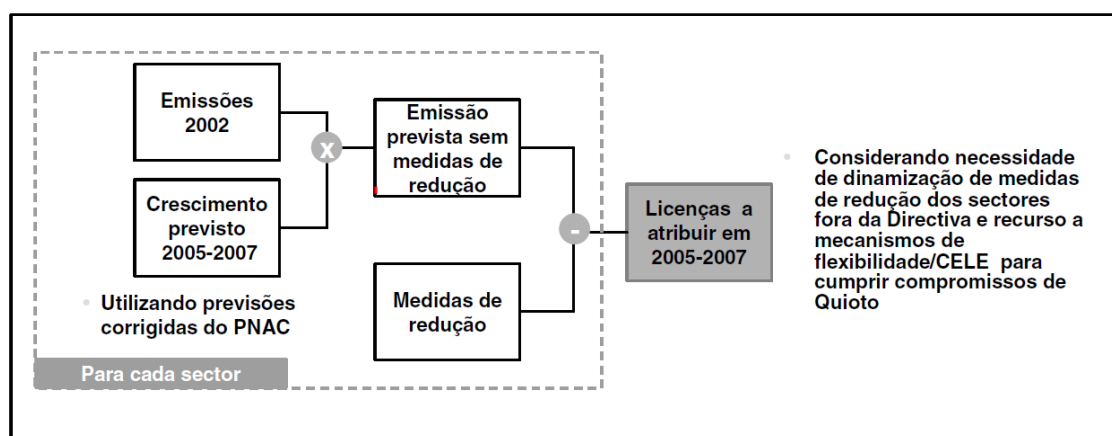 Emissões
2002
Crescimento
previsto
2005-2007
x
Emissão
prevista sem
medidas de
redução
Utilizando previsões
corrigidas do PNAC
Medidas de
redução
-
Licenças a
atribuir em
2005-2007
Para cada sector
Considerando necessidade
de dinamização de medidas
de redução dos sectores
fora da Directiva e recurso a
mecanismos de
flexibilidade/CELE para
cumprir compromissos de
Quioto